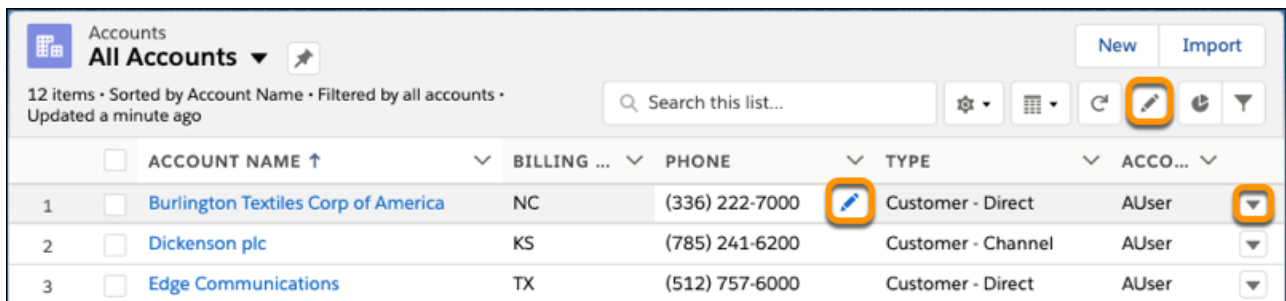 Accounts
All Accounts
New Import
12 items • Sorted by Account Name • Filtered by all accounts •
Updated a minute ago
Search this list...
ACCOUNT NAME BILLING ... PHONE TYPE ACCO...
1 Burlington Textiles Corp of America NC (336) 222-7000 Customer - Direct AUser
2 Dickenson plc KS (785) 241-6200 Customer - Channel AUser
3 Edge Communications TX (512) 757-6000 Customer - Direct AUser